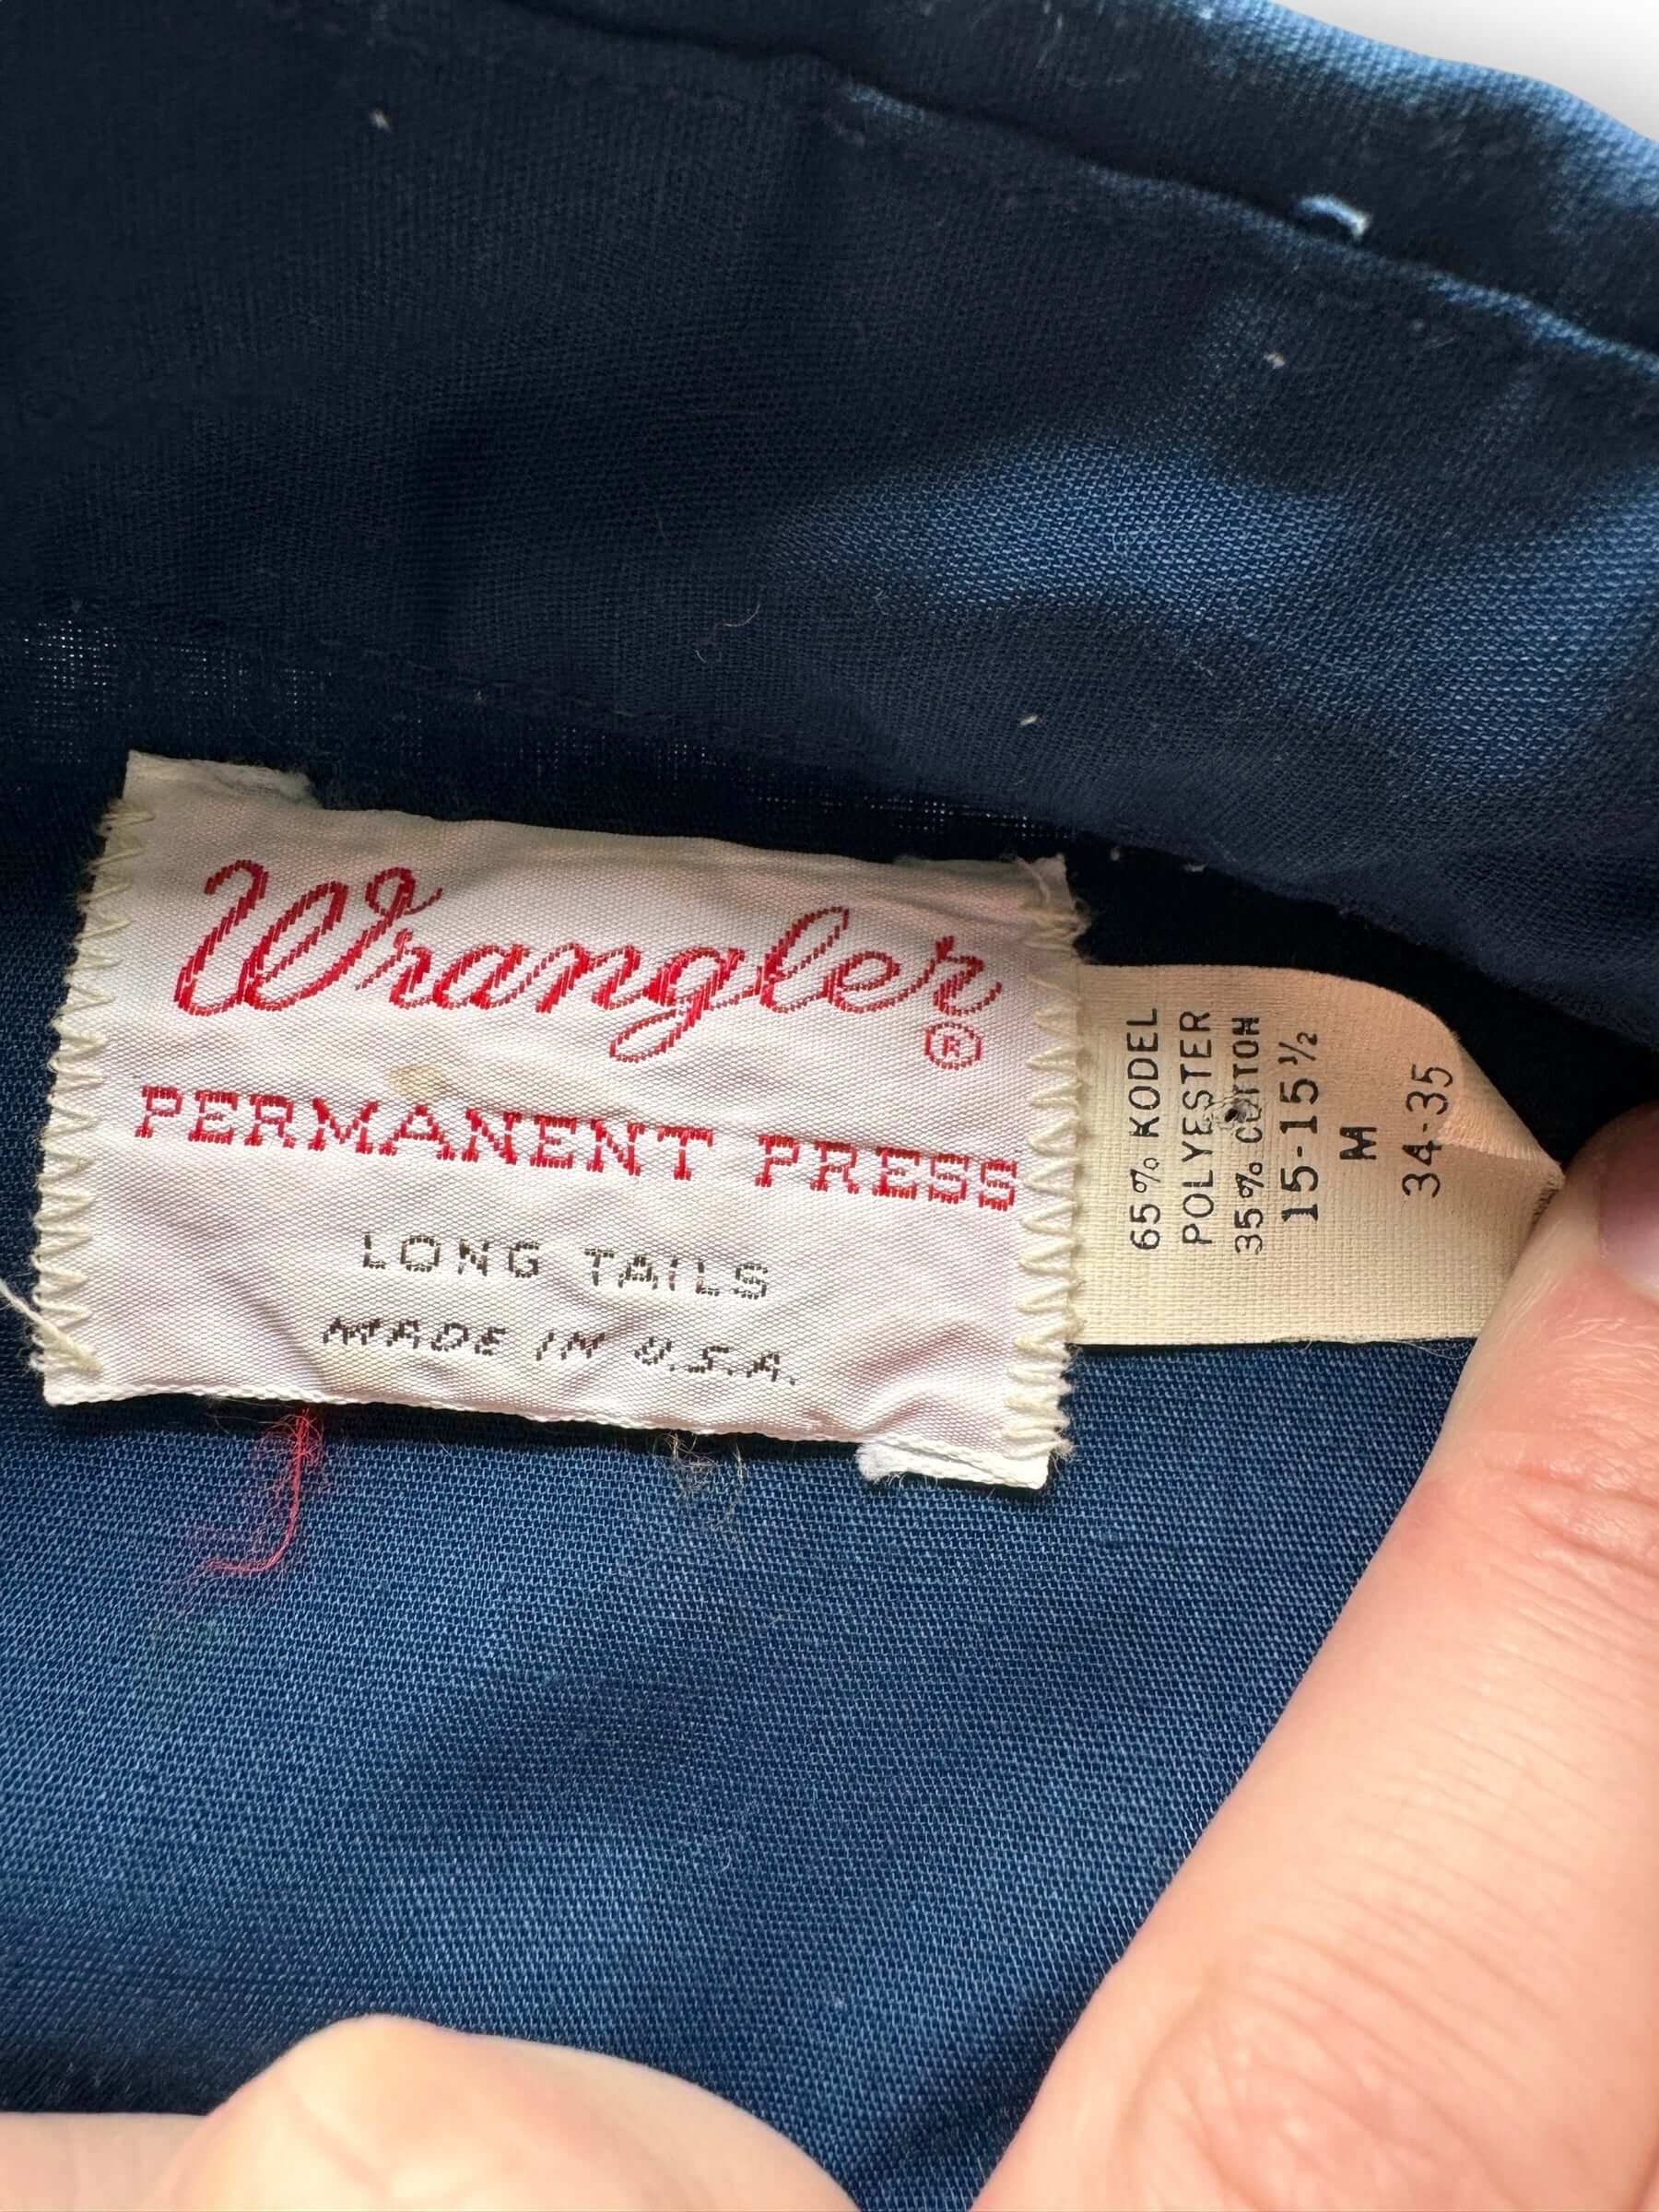 Wrangler®
PERMANENT PRESS
LONG TAILS
MADE IN U.S.A.
65% KODEL
POLYESTER
35% COTTON
15-15½
M
34-35